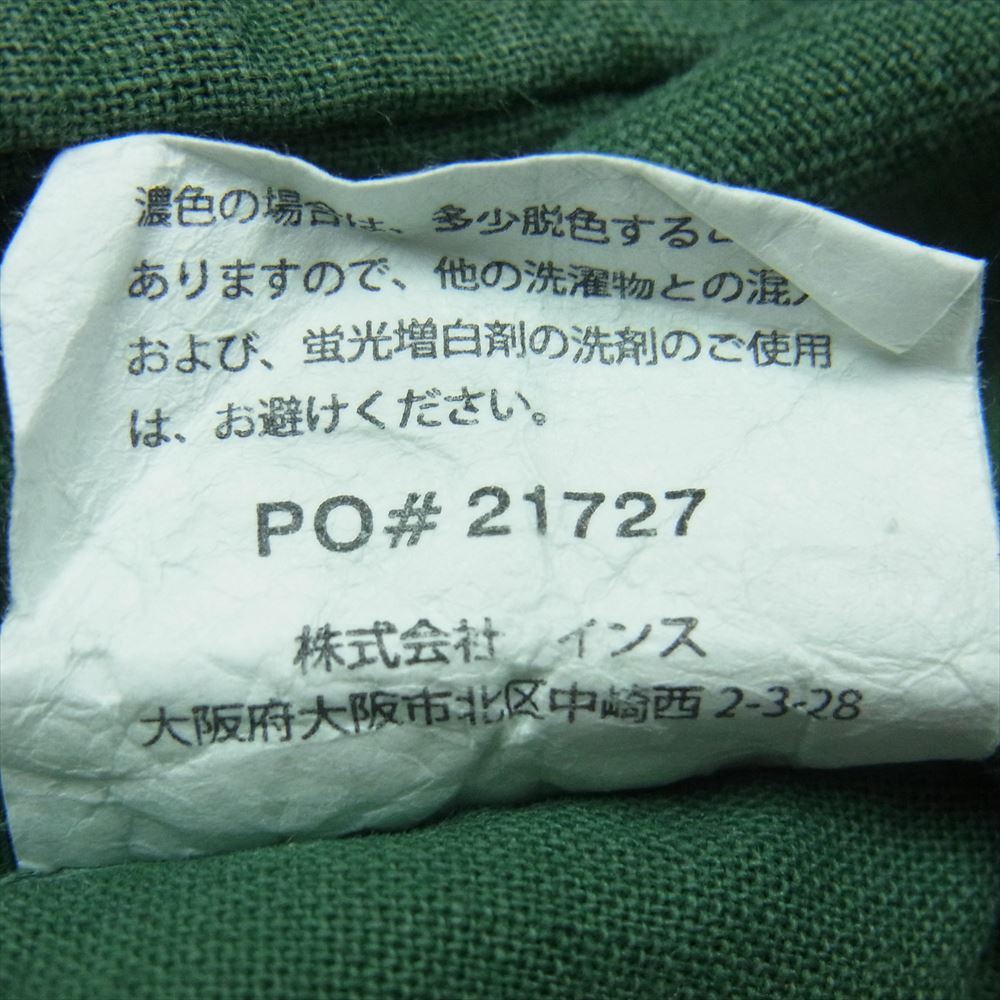 濃色の場合は、多少脱色すると
ありますので、他の洗濯物との混
および、蛍光増白剤の洗剤のご使用
は、お避けください。
PO# 21727
株式会社 インス
大阪府大阪市北区中崎西 2-3-28